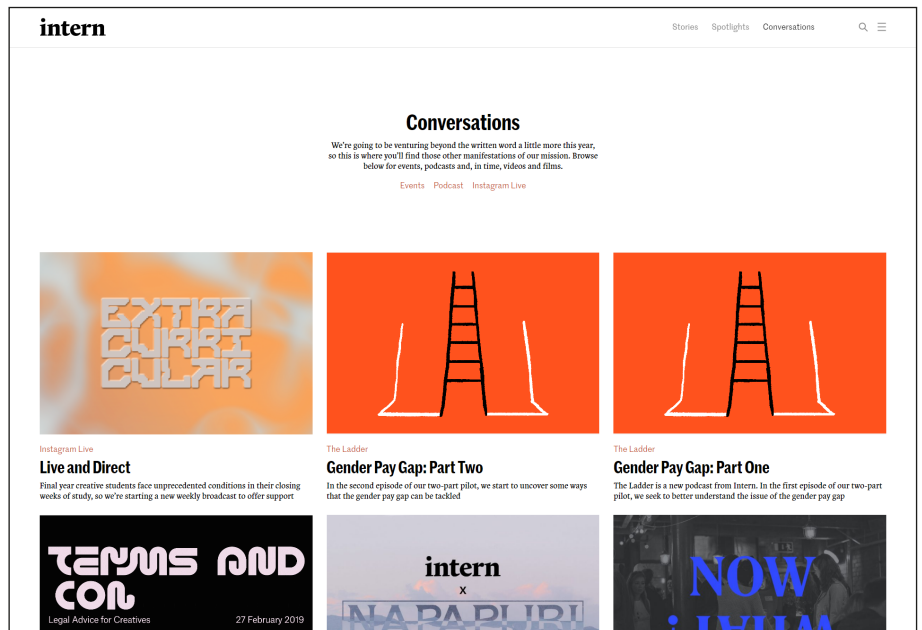 intern
Stories Spotlights Conversations
Conversations
We're going to be venturing beyond the written word a little more this year,
so this is where you'll find those other manifestations of our mission. Browse
below for events, podcasts and, in time, videos and films.
Events Podcast Instagram Live
EXTRA
CURRI
CULAR
Instagram Live
Live and Direct
Final year creative students face unprecedented conditions in their closing
weeks of study, so we're starting a new weekly broadcast to offer support
The Ladder
Gender Pay Gap: Part Two
In the second episode of our two-part pilot, we start to uncover some ways
that the gender pay gap can be tackled
The Ladder
Gender Pay Gap: Part One
The Ladder is a new podcast from Intern. In the first episode of our two-part
pilot, we seek to better understand the issue of the gender pay gap
TERMS AND
CON
Legal Advice for Creatives 27 February 2019
intern
x
NAPAPIJRI
NOW